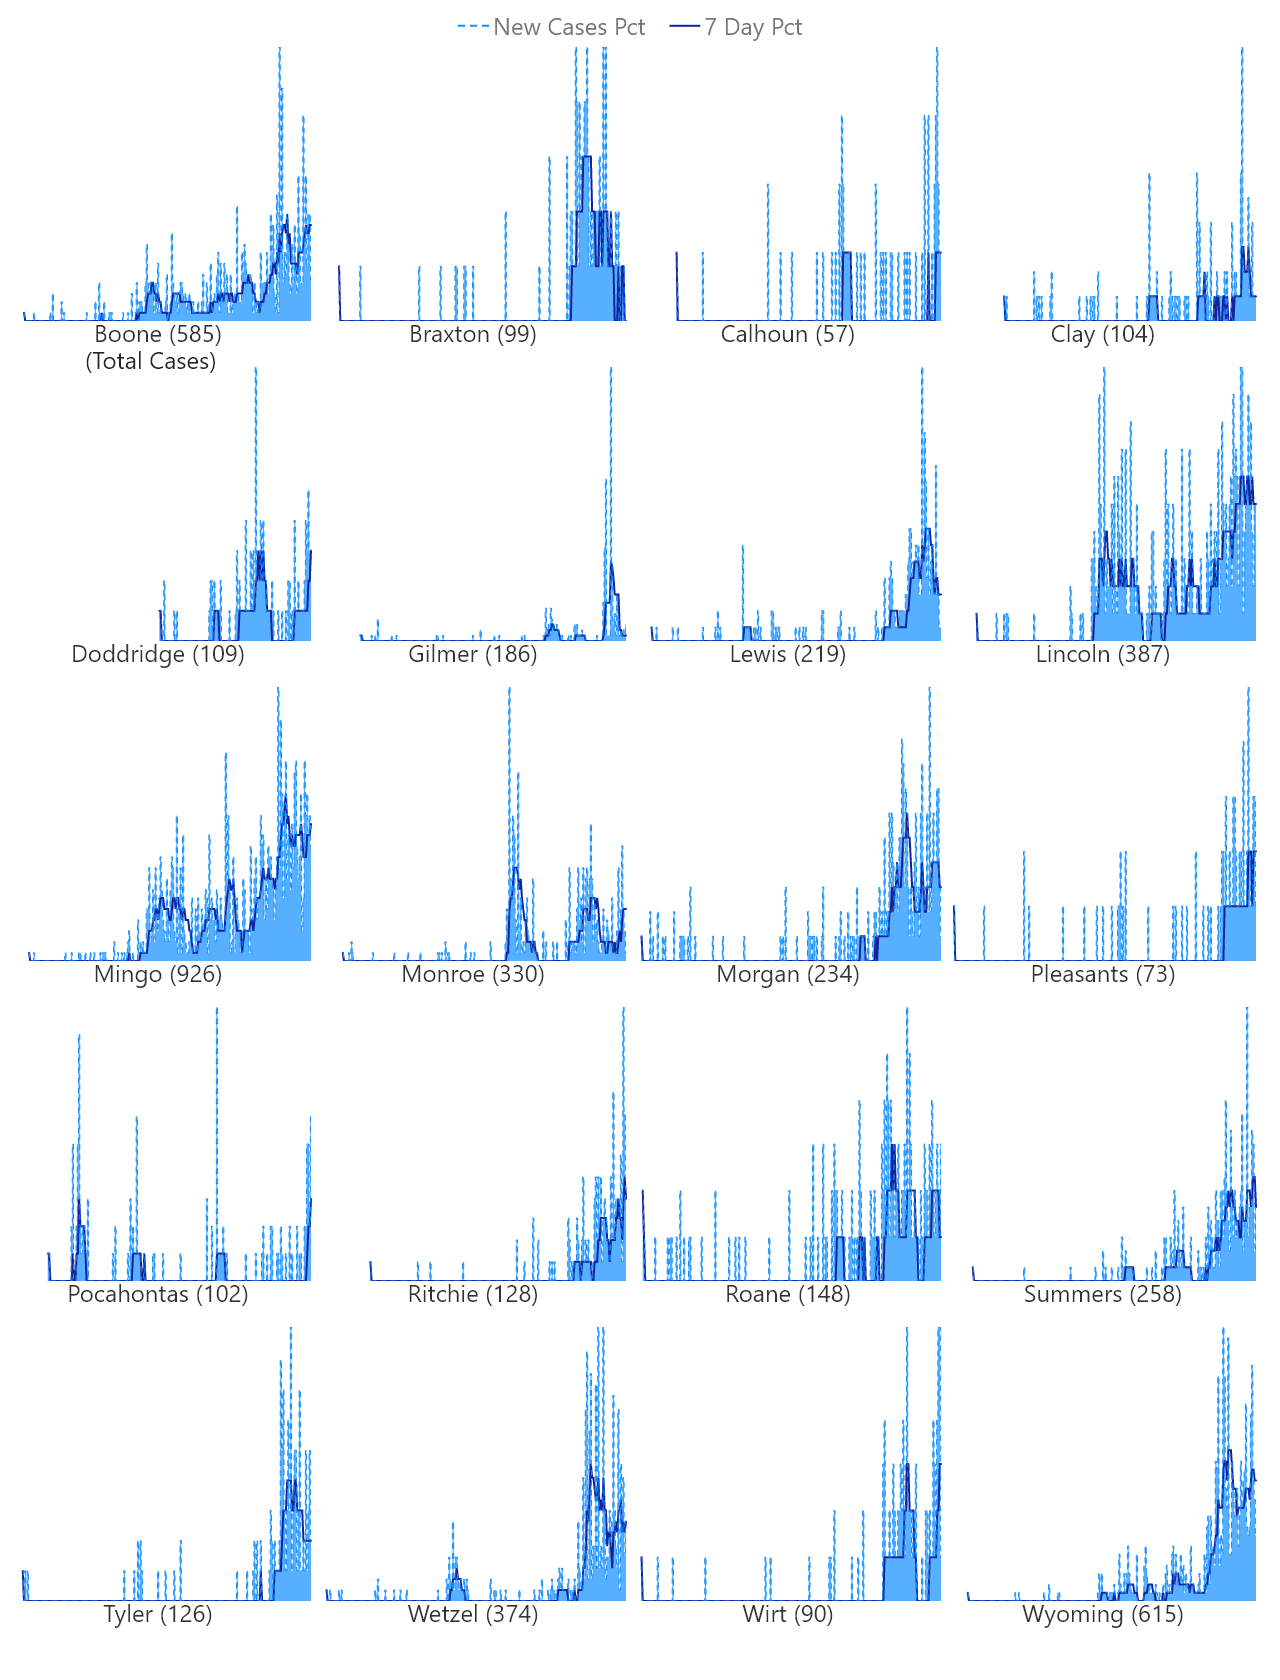 New Cases Pct 7 Day Pct
Boone (585) Braxton (99) Calhoun (57) Clay (104)
(Total Cases)
Doddridge (109) Gilmer (186) Lewis (219) Lincoln (387)
Mingo (926) Monroe (330) Morgan (234) Pleasants (73)
Pocahontas (102) Ritchie (128) Roane (148) Summers (258)
Tyler (126) Wetzel (374) Wirt (90) Wyoming (615)